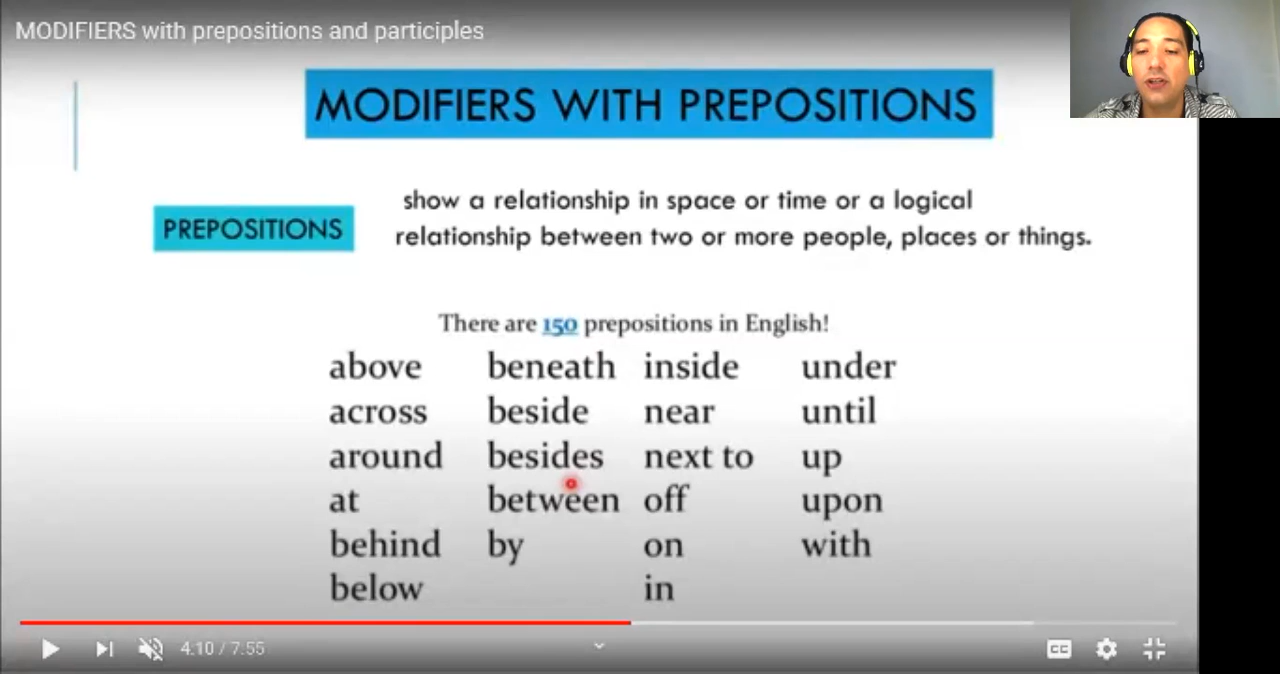 MODIFIERS with prepositions and participles
MODIFIERS WITH PREPOSITIONS
PREPOSITIONS
show a relationship in space or time or a logical
relationship between two or more people, places or things.
There are 150 prepositions in English!
above beneath inside under
across beside near until
around besides next to up
at between off upon
behind by on with
below in
4.10 / 7.55
CC